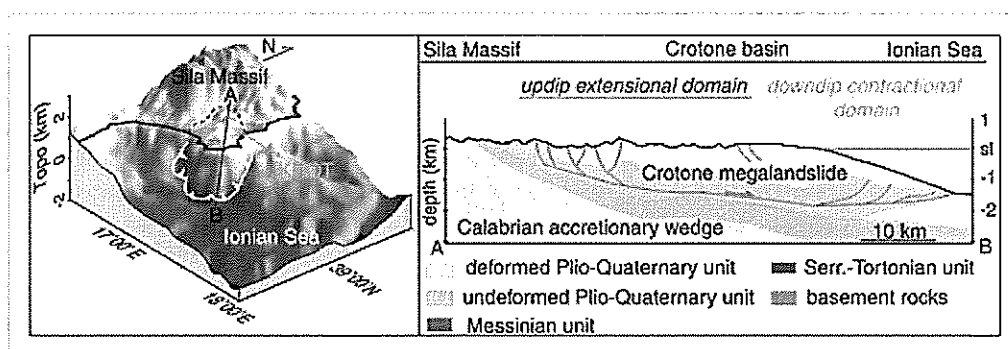 N
Sila Massif
A
Topo (km)
2
0
-2
B
Ionian Sea
17°00'E
18°00'E
39°00'N
Sila Massif Crotone basin Ionian Sea
updip extensional domain downdip contractional
domain
depth (km)
1
sl
-1
-2
Crotone megalandslide
Calabrian accretionary wedge
10 km
A B
deformed Plio-Quaternary unit Serr.-Tortonian unit
undeformed Plio-Quaternary unit basement rocks
Messinian unit